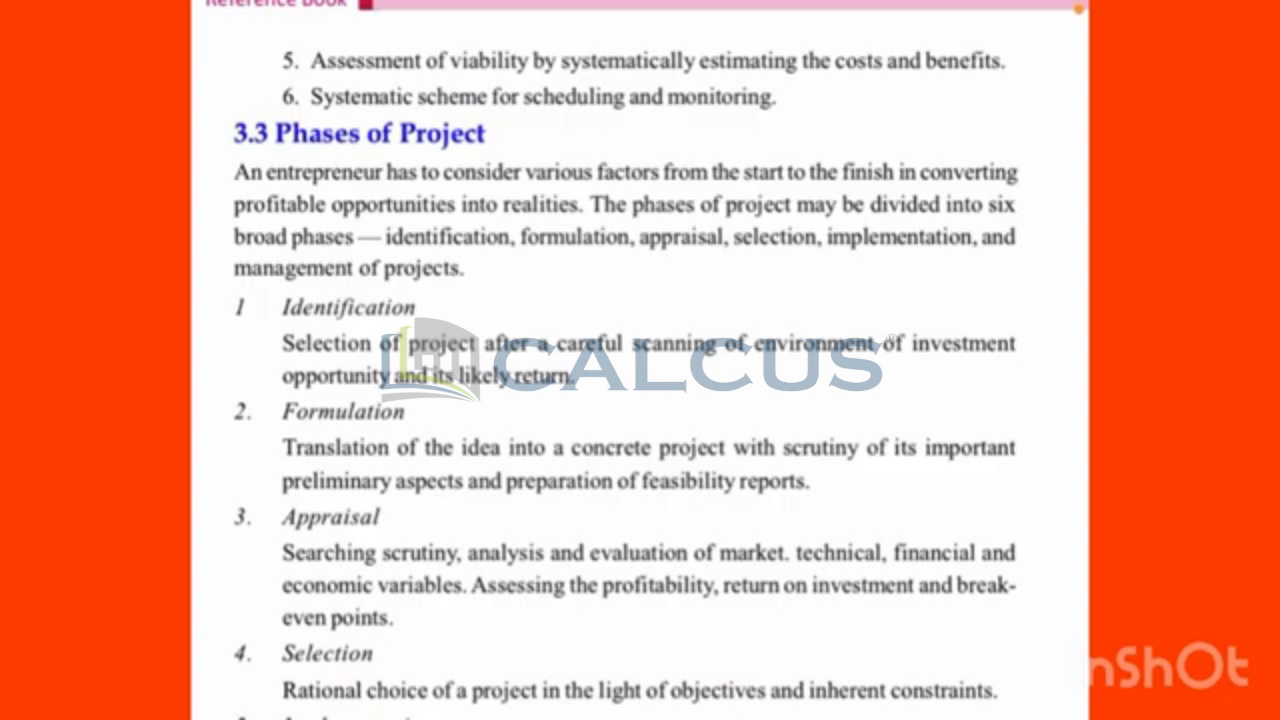 Reference Book
5. Assessment of viability by systematically estimating the costs and benefits.
6. Systematic scheme for scheduling and monitoring.
3.3 Phases of Project
An entrepreneur has to consider various factors from the start to the finish in converting
profitable opportunities into realities. The phases of project may be divided into six
broad phases — identification, formulation, appraisal, selection, implementation, and
management of projects.
1 Identification
Selection of project after a careful scanning of environment of investment
opportunity and its likely return.
CALCUS®
2. Formulation
Translation of the idea into a concrete project with scrutiny of its important
preliminary aspects and preparation of feasibility reports.
3. Appraisal
Searching scrutiny, analysis and evaluation of market. technical, financial and
economic variables. Assessing the profitability, return on investment and break-
even points.
4. Selection
Rational choice of a project in the light of objectives and inherent constraints.
InShOt